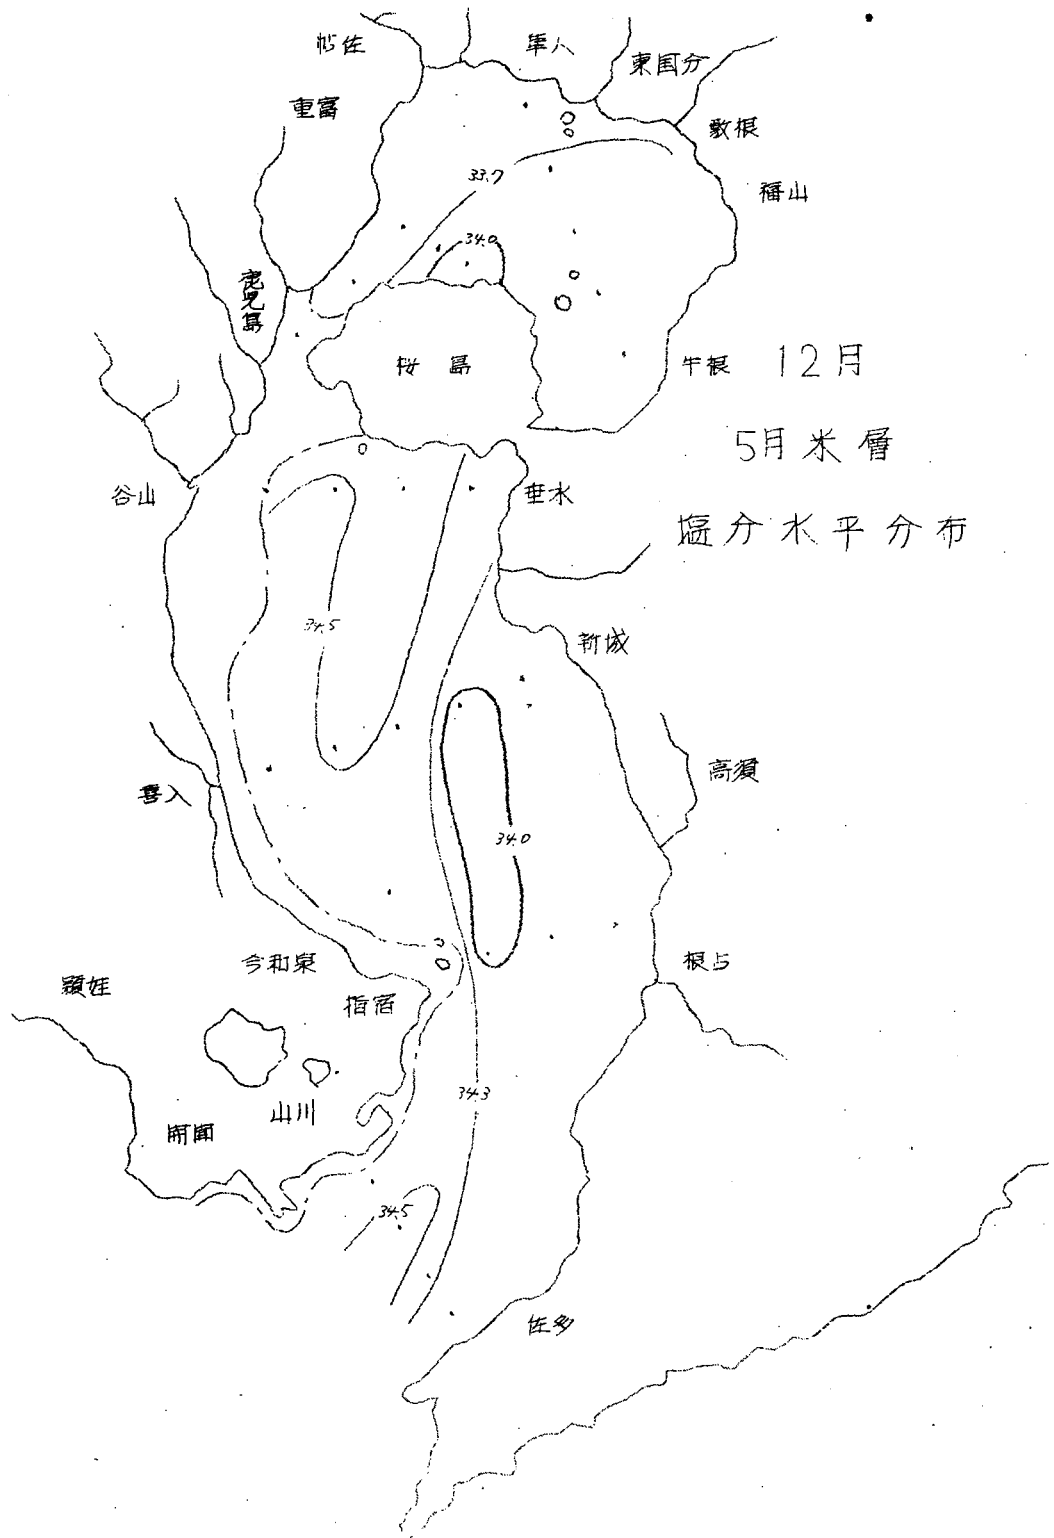 帖佐
隼人
東国分
重富
敷根
福山
33.7
34.0
鹿児島
桜島
牛根
12月
5月米層
塩分水平分布
谷山
垂水
34.5
新城
高須
喜入
34.0
今和泉
根占
頴娃
指宿
34.3
山川
開聞
34.5
佐多